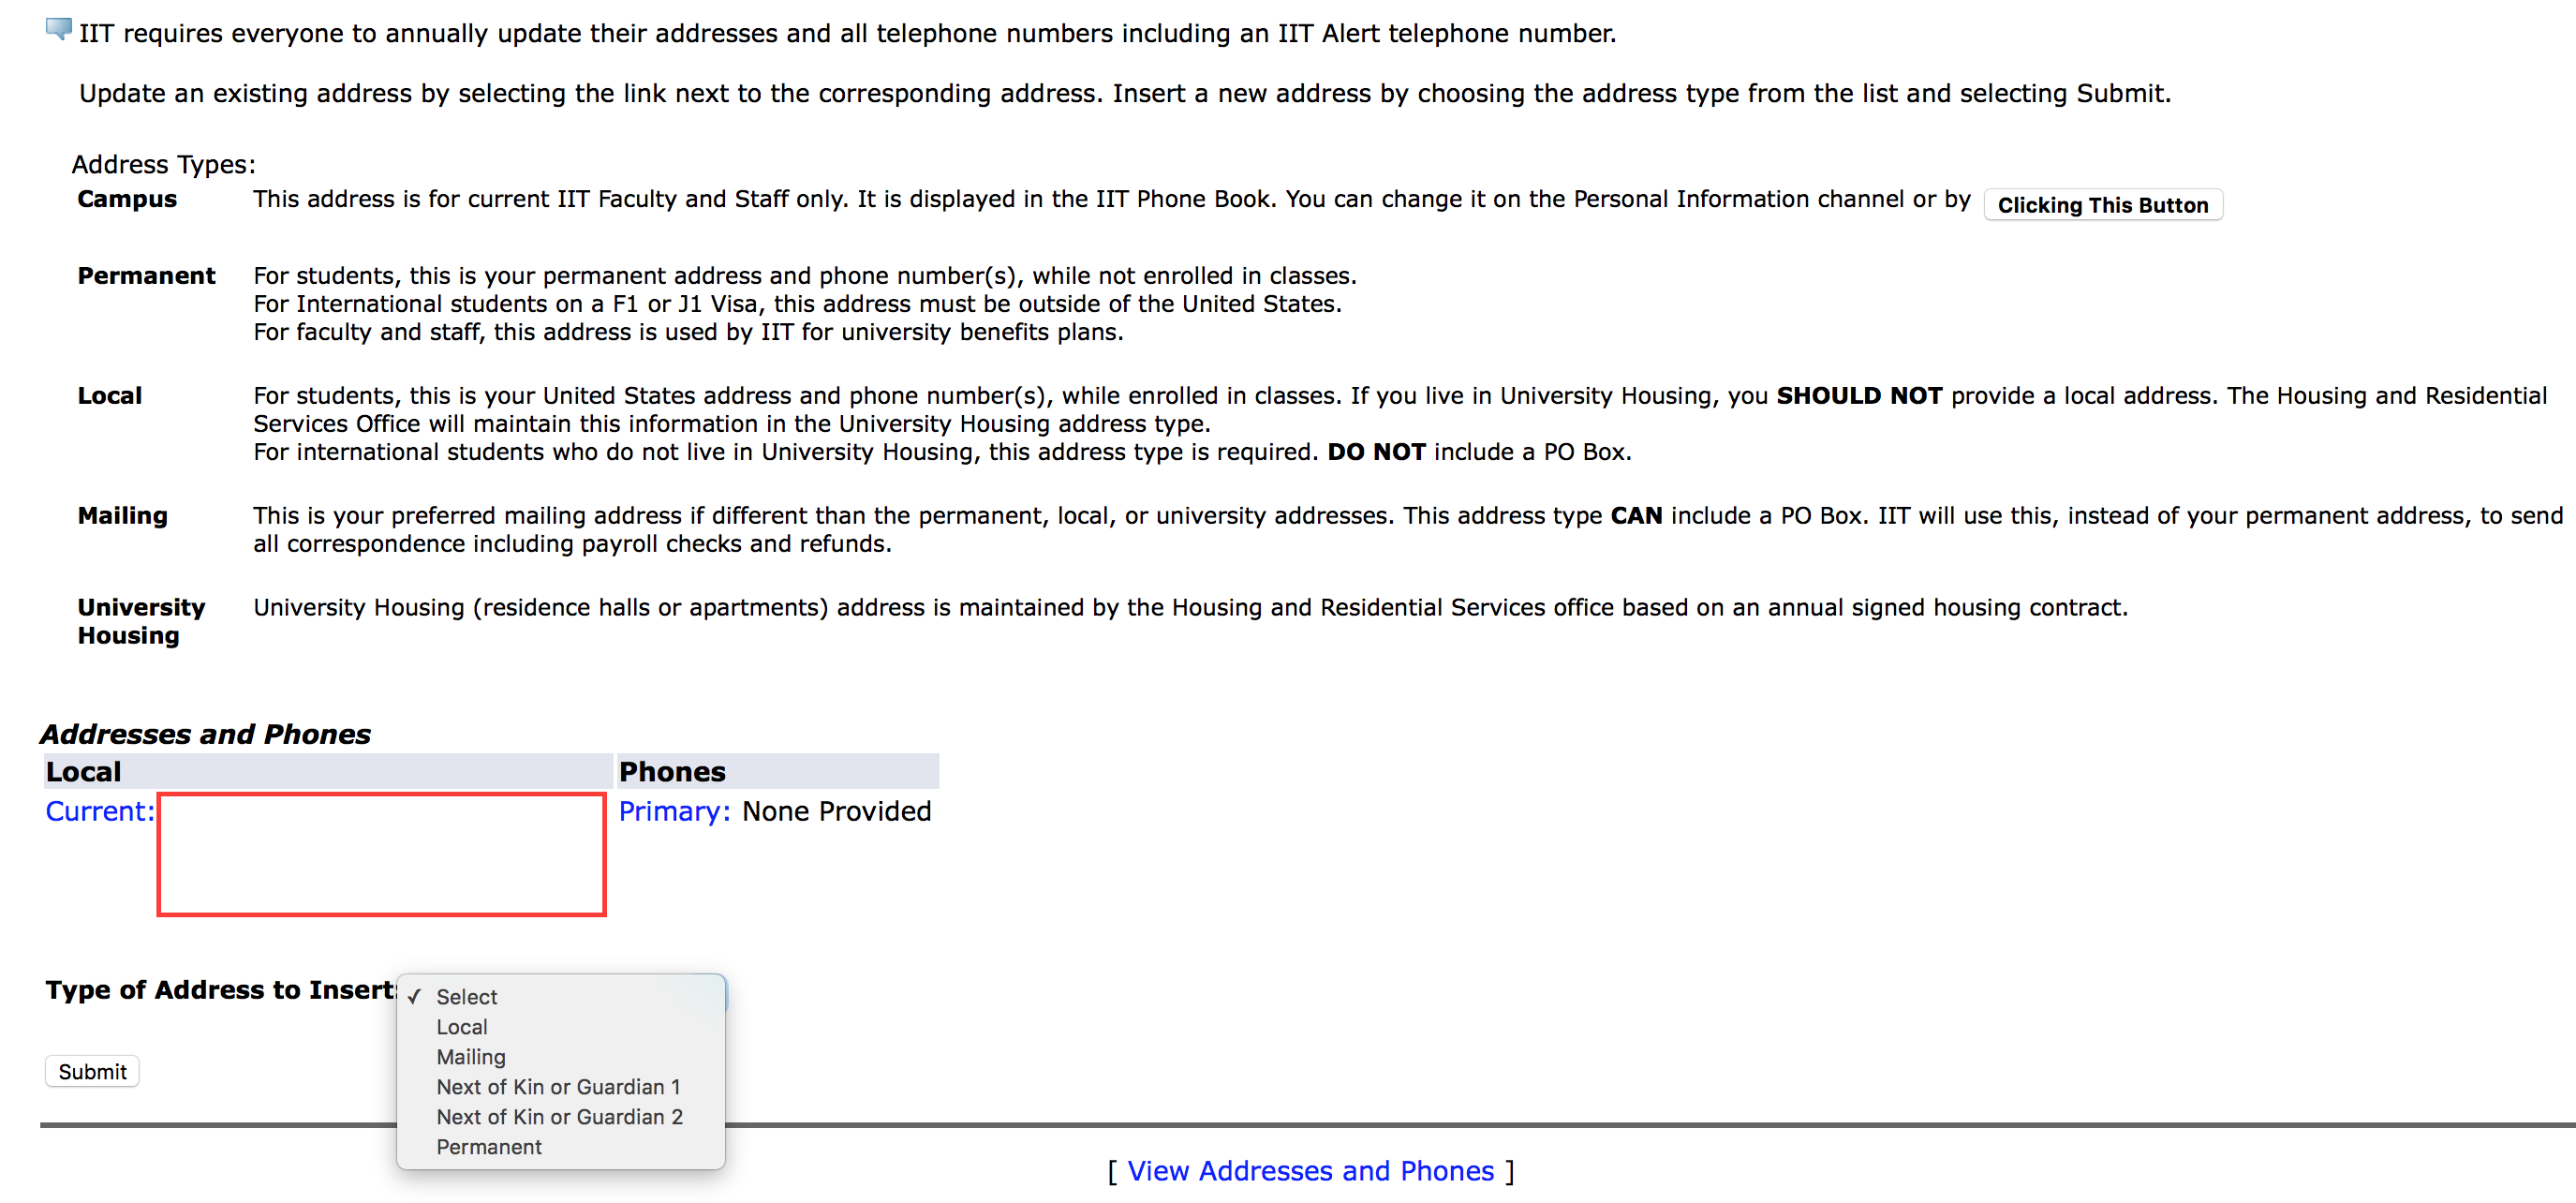 IIT requires everyone to annually update their addresses and all telephone numbers including an IIT Alert telephone number.
Update an existing address by selecting the link next to the corresponding address. Insert a new address by choosing the address type from the list and selecting Submit.
Address Types:
Campus This address is for current IIT Faculty and Staff only. It is displayed in the IIT Phone Book. You can change it on the Personal Information channel or by Clicking This Button
Permanent For students, this is your permanent address and phone number(s), while not enrolled in classes.
For International students on a F1 or J1 Visa, this address must be outside of the United States.
For faculty and staff, this address is used by IIT for university benefits plans.
Local For students, this is your United States address and phone number(s), while enrolled in classes. If you live in University Housing, you SHOULD NOT provide a local address. The Housing and Residential
Services Office will maintain this information in the University Housing address type.
For international students who do not live in University Housing, this address type is required. DO NOT include a PO Box.
Mailing This is your preferred mailing address if different than the permanent, local, or university addresses. This address type CAN include a PO Box. IIT will use this, instead of your permanent address, to send
all correspondence including payroll checks and refunds.
University University Housing (residence halls or apartments) address is maintained by the Housing and Residential Services office based on an annual signed housing contract.
Housing
Addresses and Phones
Local Phones
Current: Primary: None Provided
Type of Address to Insert:
✓ Select
Local
Mailing
Next of Kin or Guardian 1
Next of Kin or Guardian 2
Permanent
Submit
[ View Addresses and Phones ]